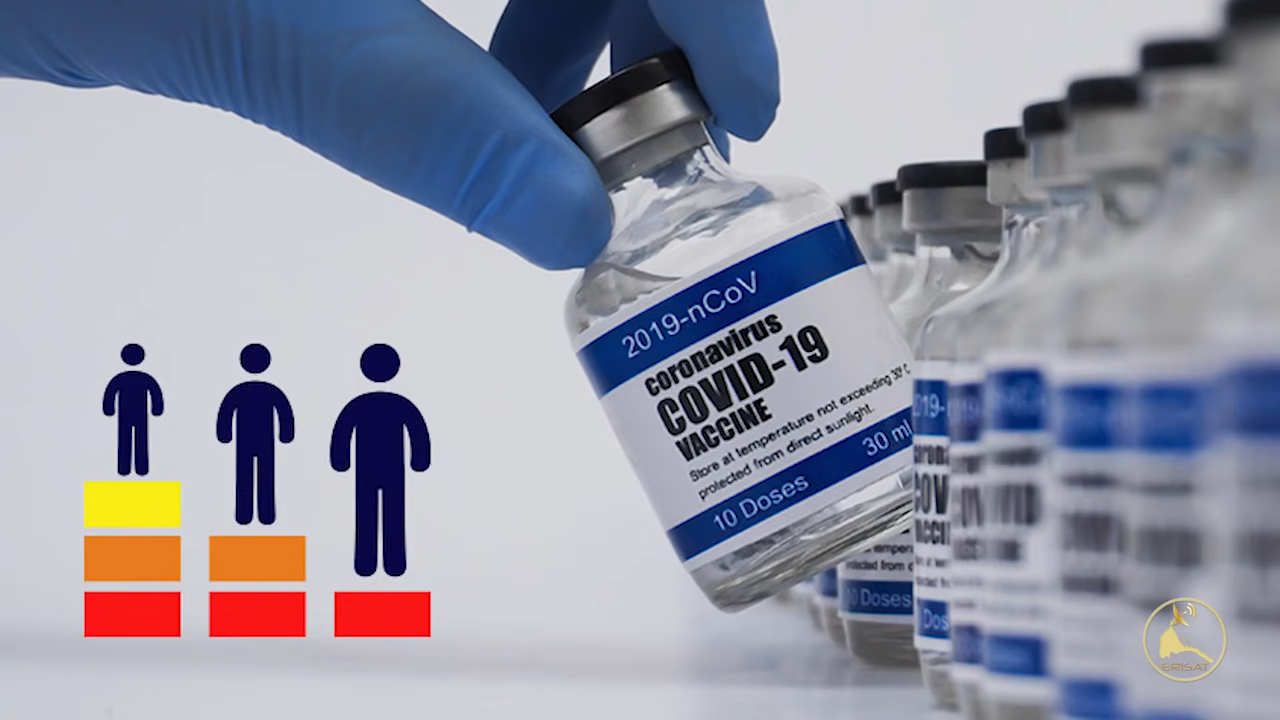 2019-nCoV
coronavirus
COVID-19
VACCINE
Store at temperature not exceeding 30° C
protected from direct sunlight.
10 Doses 30 ml
ERISAT